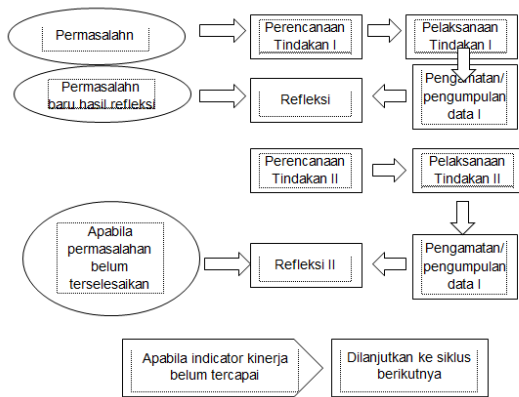 Permasalahn
Perencanaan
Tindakan I
Pelaksanaan
Tindakan I
Permasalahn
baru hasil refleksi
Refleksi
Pengamatan/
pengumpulan
data I
Perencanaan
Tindakan II
Pelaksanaan
Tindakan II
Apabila
permasalahan
belum
terselesaikan
Refleksi II
Pengamatan/
pengumpulan
data I
Apabila indicator kinerja
belum tercapai
Dilanjutkan ke siklus
berikutnya